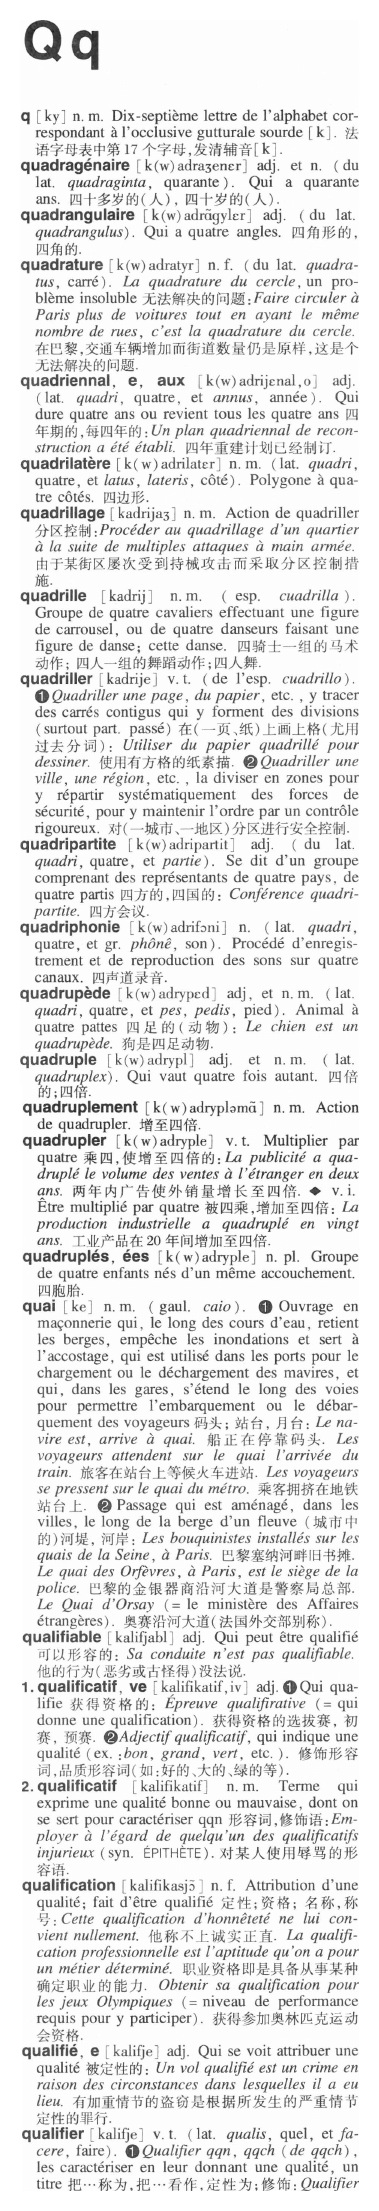 Q q
q [ky] n. m. Dix-septième lettre de l'alphabet cor-
respondant à l'occlusive gutturale sourde [k]. 法
语字母表中第 17 个字母,发清辅音[k].
quadragénaire [k(w)adraʒenɛr] adj. et n. (du
lat. quadraginta, quarante). Qui a quarante
ans. 四十多岁的(人), 四十岁的(人).
quadrangulaire [k(w)adrɑ̃gylɛr] adj. (du lat.
quadrangulus). Qui a quatre angles. 四角形的,
四角的.
quadrature [k(w)adratyr] n. f. (du lat. quadra-
tus, carré). La quadrature du cercle, un pro-
blème insoluble 无法解决的问题:Faire circuler à
Paris plus de voitures tout en ayant le même
nombre de rues, c'est la quadrature du cercle.
在巴黎,交通车辆增加而街道数量仍是原样,这是个
无法解决的问题.
quadriennal, e, aux [k(w)adrijɛnal,o] adj.
(lat. quadri, quatre, et annus, année). Qui
dure quatre ans ou revient tous les quatre ans 四
年期的,每四年的:Un plan quadriennal de recon-
struction a été établi. 四年重建计划已经制订.
quadrilatère [k(w)adrilatɛr] n. m. (lat. quadri,
quatre, et latus, lateris, côté). Polygone à qua-
tre côtés. 四边形.
quadrillage [kadrijaʒ] n. m. Action de quadriller
分区控制:Procéder au quadrillage d'un quartier
à la suite de multiples attaques à main armée.
由于某街区屡次受到持械攻击而采取分区控制措
施.
quadrille [kadrij] n. m. (esp. cuadrilla).
Groupe de quatre cavaliers effectuant une figure
de carrousel, ou de quatre danseurs faisant une
figure de danse; cette danse. 四骑士一组的马术
动作; 四人一组的舞蹈动作;四人舞.
quadriller [kadrije] v. t. (de l'esp. cuadrillo).
❶Quadriller une page, du papier, etc., y tracer
des carrés contigus qui y forment des divisions
(surtout part. passé) 在(一页、纸)上画上格(尤用
过去分词): Utiliser du papier quadrillé pour
dessiner. 使用有方格的纸素描. ❷Quadriller une
ville, une région, etc., la diviser en zones pour
y répartir systématiquement des forces de
sécurité, pour y maintenir l'ordre par un contrôle
rigoureux. 对(一城市、一地区)分区进行安全控制.
quadripartite [k(w)adripartit] adj. (du lat.
quadri, quatre, et partie). Se dit d'un groupe
comprenant des représentants de quatre pays, de
quatre partis 四方的,四国的: Conférence quadri-
partite. 四方会议.
quadriphonie [k(w)adrifɔni] n. (lat. quadri,
quatre, et gr. phônê, son). Procédé d'enregis-
trement et de reproduction des sons sur quatre
canaux. 四声道录音.
quadrupède [k(w)adrypɛd] adj, et n. m. (lat.
quadri, quatre, et pes, pedis, pied). Animal à
quatre pattes 四足的(动物): Le chien est un
quadrupède. 狗是四足动物.
quadruple [k(w)adrypl] adj. et n. m. (lat.
quadruplex). Qui vaut quatre fois autant. 四倍
的;四倍.
quadruplement [k(w)adrypləmɑ̃] n. m. Action
de quadrupler. 增至四倍.
quadrupler [k(w)adryple] v. t. Multiplier par
quatre 乘四,使增至四倍的:La publicité a qua-
druplé le volume des ventes à l'étranger en deux
ans. 两年内广告使外销量增长至四倍. ◆ v. i.
Être multiplié par quatre 被四乘,增加至四倍: La
production industrielle a quadruplé en vingt
ans. 工业产品在 20 年间增加至四倍.
quadruplés, ées [k(w)adryple] n. pl. Groupe
de quatre enfants nés d'un même accouchement.
四胞胎.
quai [ke] n. m. (gaul. caio). ❶ Ouvrage en
maçonnerie qui, le long des cours d'eau, retient
les berges, empêche les inondations et sert à
l'accostage, qui est utilisé dans les ports pour le
chargement ou le déchargement des mavires, et
qui, dans les gares, s'étend le long des voies
pour permettre l'embarquement ou le débar-
quement des voyageurs 码头; 站台, 月台: Le na-
vire est, arrive à quai. 船正在停靠码头. Les
voyageurs attendent sur le quai l'arrivée du
train. 旅客在站台上等候火车进站. Les voyageurs
se pressent sur le quai du métro. 乘客拥挤在地铁
站台上. ❷ Passage qui est aménagé, dans les
villes, le long de la berge d'un fleuve (城市中
的)河堤, 河岸: Les bouquinistes installés sur les
quais de la Seine, à Paris. 巴黎塞纳河畔旧书摊.
Le quai des Orfèvres, à Paris, est le siège de la
police. 巴黎的金银器商沿河大道是警察局总部.
Le Quai d'Orsay (= le ministère des Affaires
étrangères). 奥赛沿河大道(法国外交部别称).
qualifiable [kalifjabl] adj. Qui peut être qualifié
可以形容的: Sa conduite n'est pas qualifiable.
他的行为(恶劣或古怪得)没法说.
1. qualificatif, ve [kalifikatif,iv] adj. ❶Qui qua-
lifie 获得资格的: Épreuve qualifirative (= qui
donne une qualification). 获得资格的选拔赛, 初
赛, 预赛. ❷Adjectif qualificatif, qui indique une
qualité (ex. :bon, grand, vert, etc.). 修饰形容
词,品质形容词(如:好的、大的、绿的等).
2. qualificatif [kalifikatif] n. m. Terme qui
exprime une qualité bonne ou mauvaise, dont on
se sert pour caractériser qqn 形容词,修饰语:Em-
ployer à l'égard de quelqu'un des qualificatifs
injurieux (syn. ÉPITHÈTE). 对某人使用辱骂的形
容语.
qualification [kalifikasjɔ̃] n. f. Attribution d'une
qualité; fait d'être qualifié 定性;资格; 名称,称
号: Cette qualification d'honnêteté ne lui con-
vient nullement. 他称不上诚实正直. La qualifi-
cation professionnelle est l'aptitude qu'on a pour
un métier déterminé. 职业资格即是具备从事某种
确定职业的能力. Obtenir sa qualification pour
les jeux Olympiques (= niveau de performance
requis pour y participer). 获得参加奥林匹克运动
会资格.
qualifié, e [kalifje] adj. Qui se voit attribuer une
qualité 被定性的: Un vol qualifié est un crime en
raison des circonstances dans lesquelles il a eu
lieu. 有加重情节的盗窃是根据所发生的严重情节
定性的罪行.
qualifier [kalifje] v. t. (lat. qualis, quel, et fa-
cere, faire). ❶Qualifier qqn, qqch (de qqch),
les caractériser en leur donnant une qualité, un
titre 把…称为,把…看作,定性为;修饰: Qualifier